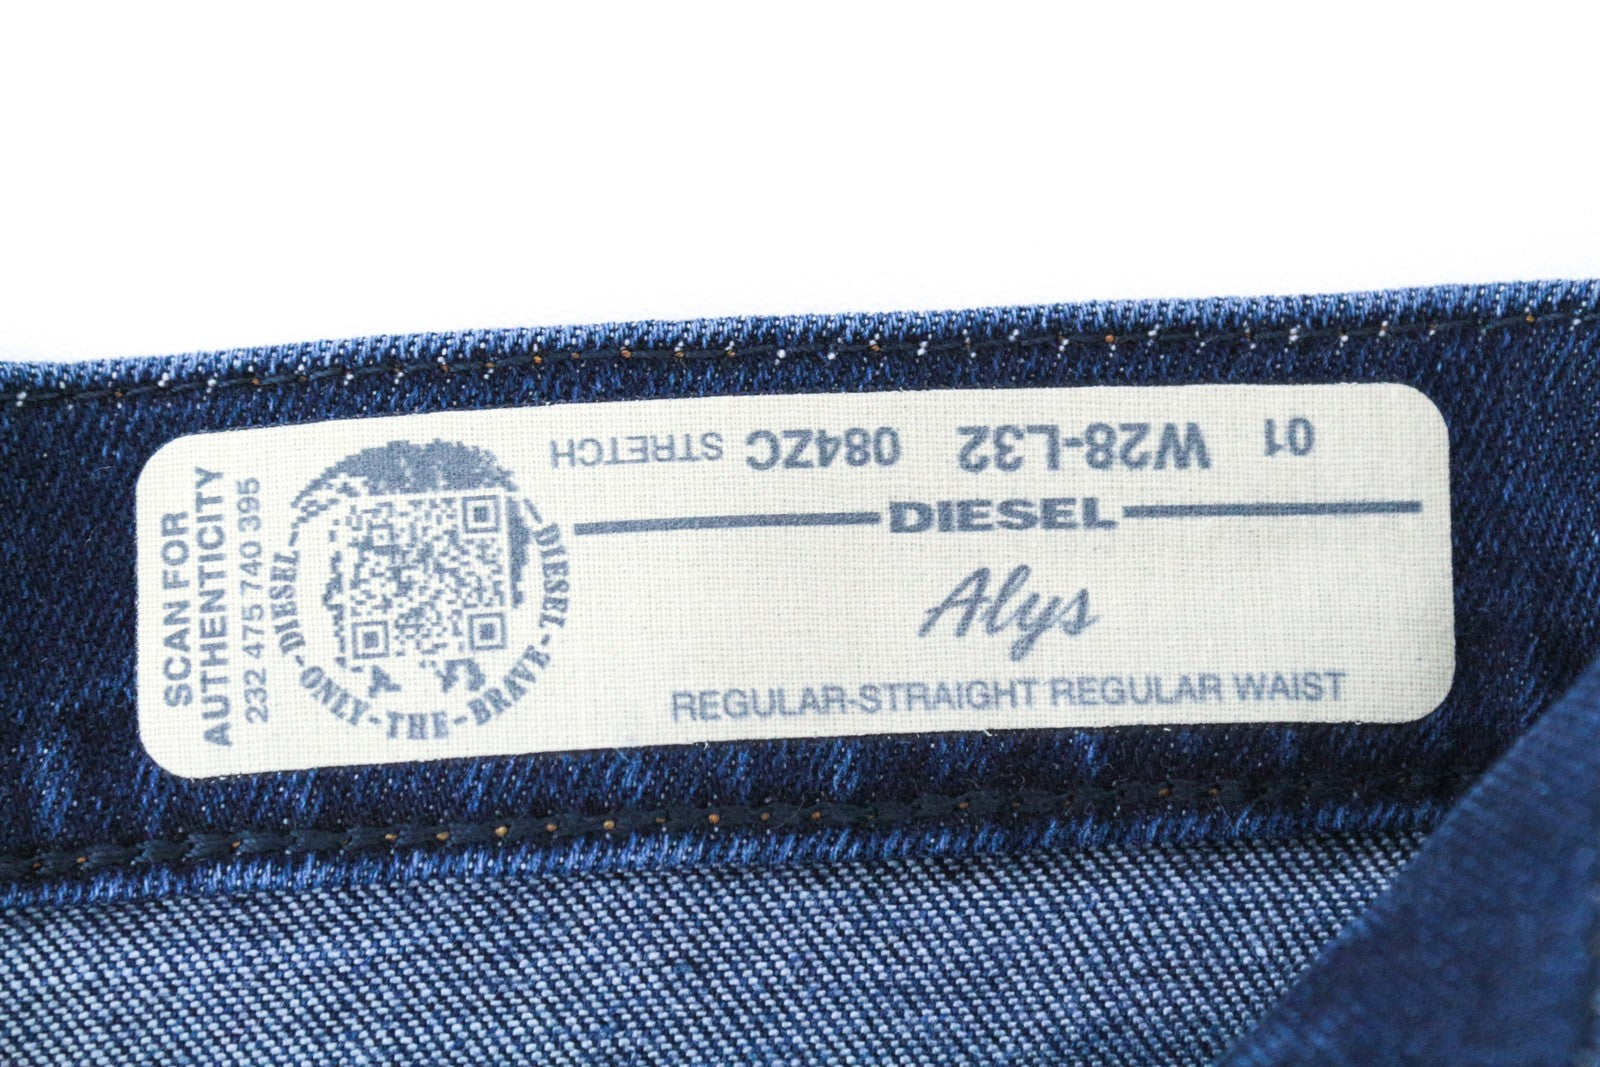 SCAN FOR
AUTHENTICITY
232 475 740 395
DIESEL
ONLY-THE-BRAVE
DIESEL
01 W28-L32 084ZC STRETCH
DIESEL
Alys
REGULAR-STRAIGHT REGULAR WAIST